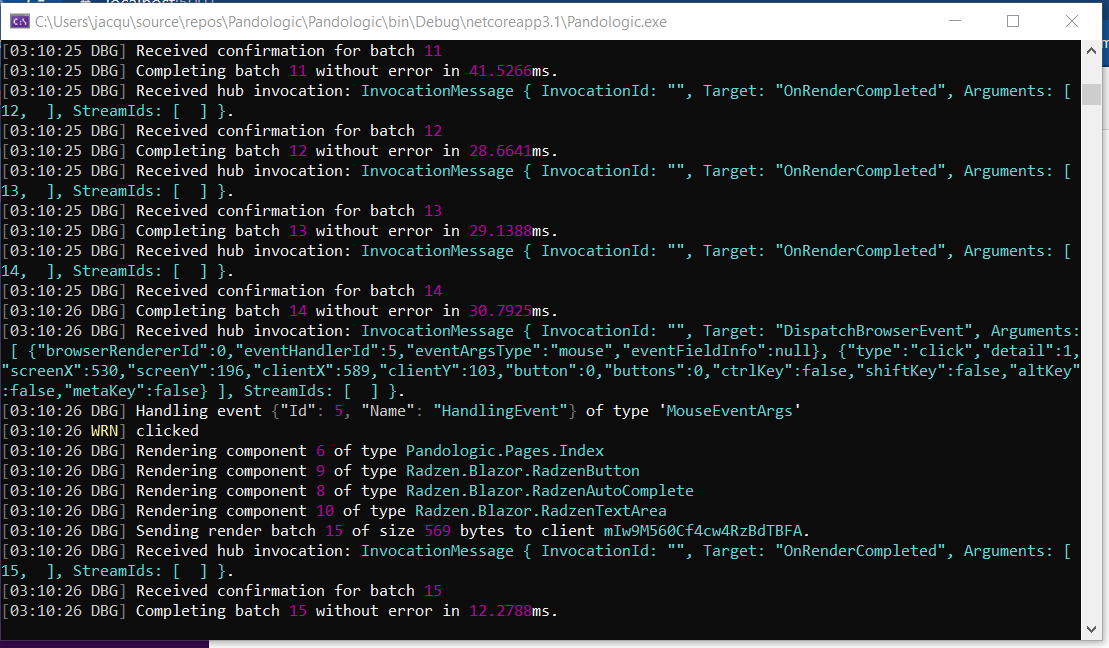 C:\Users\jacqu\source\repos\Pandologic\Pandologic\bin\Debug\netcoreapp3.1\Pandologic.exe
[03:10:25 DBG] Received confirmation for batch 11
[03:10:25 DBG] Completing batch 11 without error in 41.5266ms.
[03:10:25 DBG] Received hub invocation: InvocationMessage { InvocationId: "", Target: "OnRenderCompleted", Arguments: [
12,  ], StreamIds: [  ] }.
[03:10:25 DBG] Received confirmation for batch 12
[03:10:25 DBG] Completing batch 12 without error in 28.6641ms.
[03:10:25 DBG] Received hub invocation: InvocationMessage { InvocationId: "", Target: "OnRenderCompleted", Arguments: [
13,  ], StreamIds: [  ] }.
[03:10:25 DBG] Received confirmation for batch 13
[03:10:25 DBG] Completing batch 13 without error in 29.1388ms.
[03:10:25 DBG] Received hub invocation: InvocationMessage { InvocationId: "", Target: "OnRenderCompleted", Arguments: [
14,  ], StreamIds: [  ] }.
[03:10:25 DBG] Received confirmation for batch 14
[03:10:26 DBG] Completing batch 14 without error in 30.7925ms.
[03:10:26 DBG] Received hub invocation: InvocationMessage { InvocationId: "", Target: "DispatchBrowserEvent", Arguments:
 [ {"browserRendererId":0,"eventHandlerId":5,"eventArgsType":"mouse","eventFieldInfo":null}, {"type":"click","detail":1,
"screenX":530,"screenY":196,"clientX":589,"clientY":103,"button":0,"buttons":0,"ctrlKey":false,"shiftKey":false,"altKey"
:false,"metaKey":false} ], StreamIds: [  ] }.
[03:10:26 DBG] Handling event {"Id": 5, "Name": "HandlingEvent"} of type 'MouseEventArgs'
[03:10:26 WRN] clicked
[03:10:26 DBG] Rendering component 6 of type Pandologic.Pages.Index
[03:10:26 DBG] Rendering component 9 of type Radzen.Blazor.RadzenButton
[03:10:26 DBG] Rendering component 8 of type Radzen.Blazor.RadzenAutoComplete
[03:10:26 DBG] Rendering component 10 of type Radzen.Blazor.RadzenTextArea
[03:10:26 DBG] Sending render batch 15 of size 569 bytes to client mIw9M560Cf4cw4RzBdTBFA.
[03:10:26 DBG] Received hub invocation: InvocationMessage { InvocationId: "", Target: "OnRenderCompleted", Arguments: [
15,  ], StreamIds: [  ] }.
[03:10:26 DBG] Received confirmation for batch 15
[03:10:26 DBG] Completing batch 15 without error in 12.2788ms.